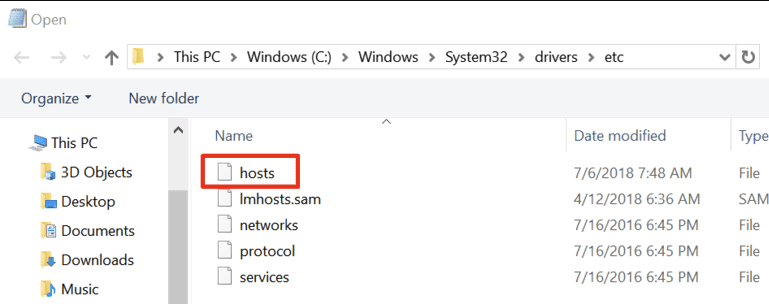 Open
This PC > Windows (C:) > Windows > System32 > drivers > etc
Organize New folder
Name Date modified Type
This PC
3D Objects
Desktop
Documents
Downloads
Music
hosts 7/6/2018 7:48 AM File
lmhosts.sam 4/12/2018 6:36 AM SAM
networks 7/16/2016 6:45 PM File
protocol 7/16/2016 6:45 PM File
services 7/16/2016 6:45 PM File